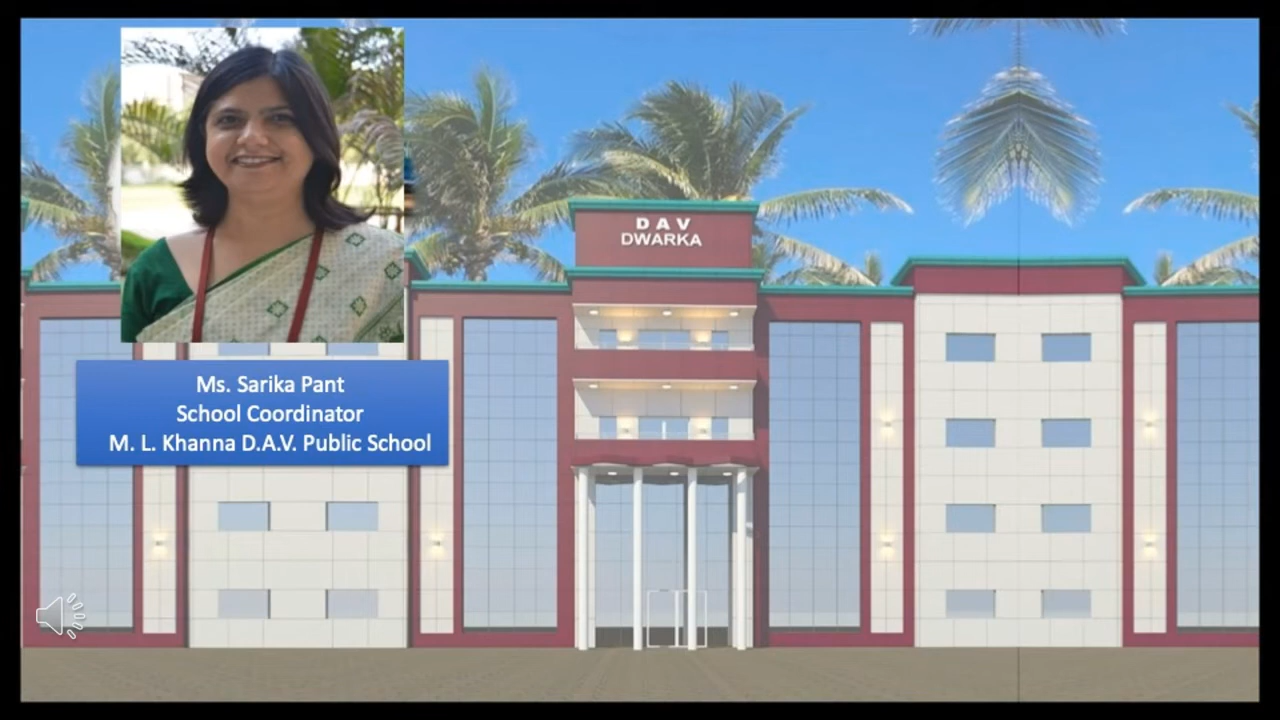 D A V
DWARKA
Ms. Sarika Pant
School Coordinator
M. L. Khanna D.A.V. Public School